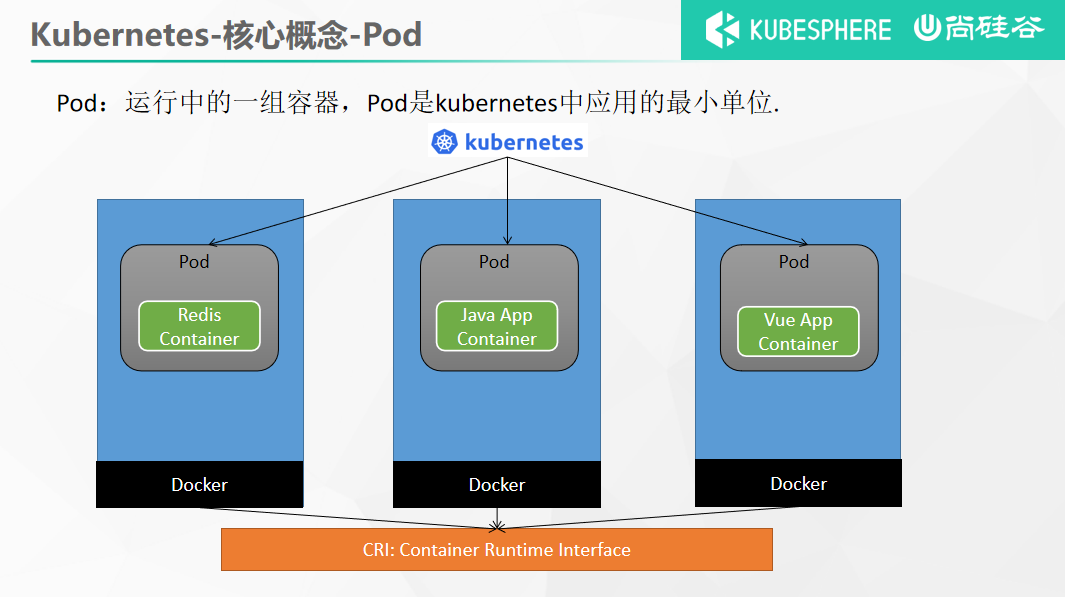 Kubernetes-核心概念-Pod
KUBESPHERE
尚硅谷
Pod：运行中的一组容器，Pod是kubernetes中应用的最小单位.
kubernetes
Pod
Redis
Container
Pod
Java App
Container
Pod
Vue App
Container
Docker
Docker
Docker
CRI: Container Runtime Interface